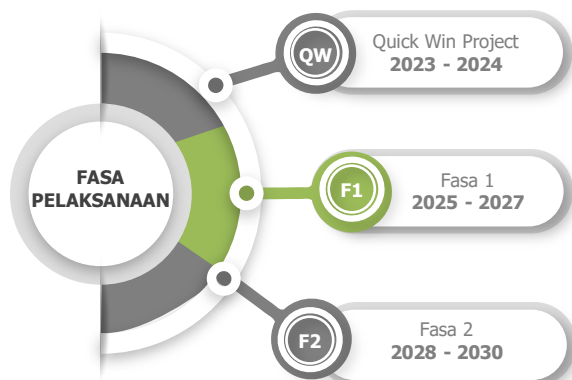 FASA
PELAKSANAAN
QW
Quick Win Project
2023 - 2024
F1
Fasa 1
2025 - 2027
F2
Fasa 2
2028 - 2030